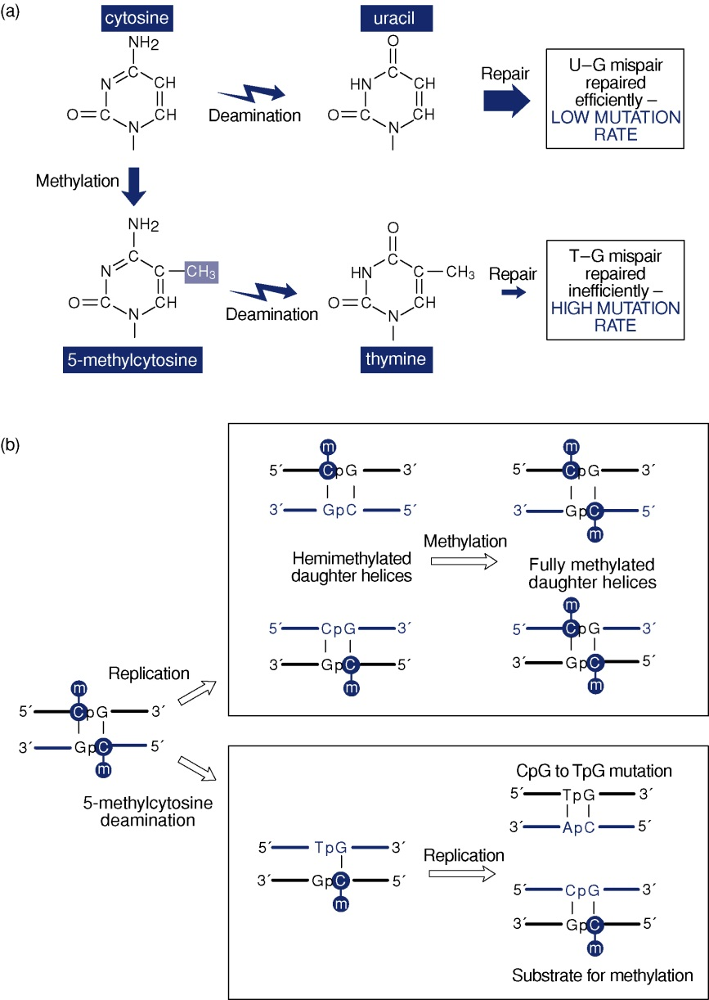 (a)
cytosine
uracil
NH2
C
N
CH
O
C
CH
N
Deamination
O
C
HN
CH
O
C
CH
N
Repair
U–G mispair
repaired
efficiently –
LOW MUTATION
RATE
Methylation
NH2
C
N
C
CH3
O
C
CH
N
5-methylcytosine
Deamination
O
C
HN
C
CH3
O
C
CH
N
thymine
Repair
T–G mispair
repaired
inefficiently –
HIGH MUTATION
RATE
(b)
m
5´ CpG 3´
3´ GpC 5´
m
Replication
5-methylcytosine
deamination
m
5´ CpG 3´
3´ GpC 5´
Hemimethylated
daughter helices
5´ CpG 3´
3´ GpC 5´
m
Methylation
m
5´ CpG 3´
3´ GpC 5´
m
Fully methylated
daughter helices
m
5´ CpG 3´
3´ GpC 5´
m
5´ TpG 3´
3´ GpC 5´
m
Replication
CpG to TpG mutation
5´ TpG 3´
3´ ApC 5´
5´ CpG 3´
3´ GpC 5´
m
Substrate for methylation